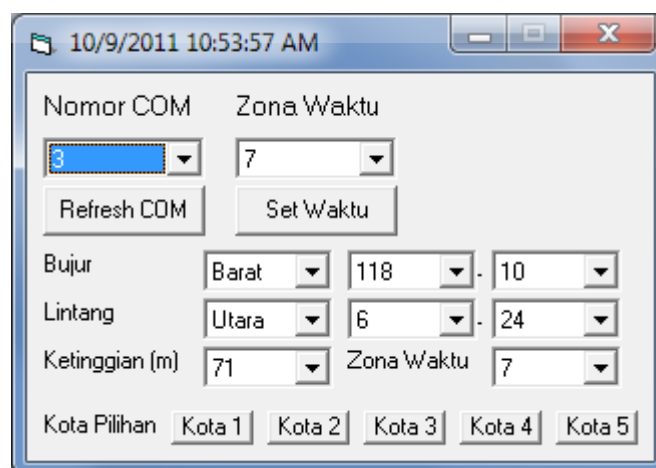 10/9/2011 10:53:57 AM
Nomor COM Zona Waktu
3 7
Refresh COM Set Waktu
Bujur Barat 118 - 10
Lintang Utara 6 - 24
Ketinggian (m) 71 Zona Waktu 7
Kota Pilihan Kota 1 Kota 2 Kota 3 Kota 4 Kota 5